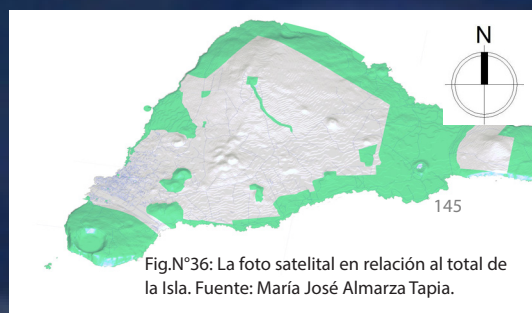 N
145
Fig.N°36: La foto satelital en relación al total de
la Isla. Fuente: María José Almarza Tapia.